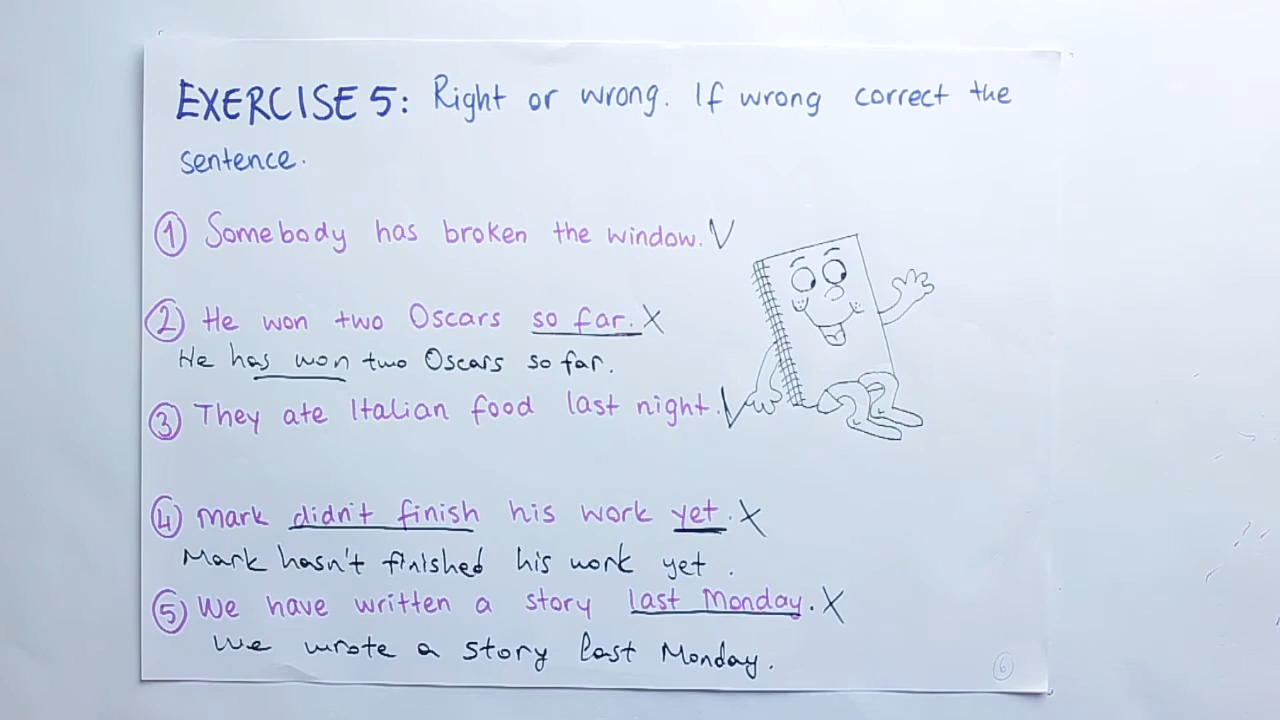 EXERCISE 5: Right or wrong. If wrong correct the
sentence.
① Somebody has broken the window. V
② He won two Oscars so far. X
He has won two Oscars so far.
③ They ate Italian food last night. V
④ Mark didn't finish his work yet. X
Mark hasn't finished his work yet.
⑤ We have written a story last Monday. X
We wrote a story last Monday.
⑥